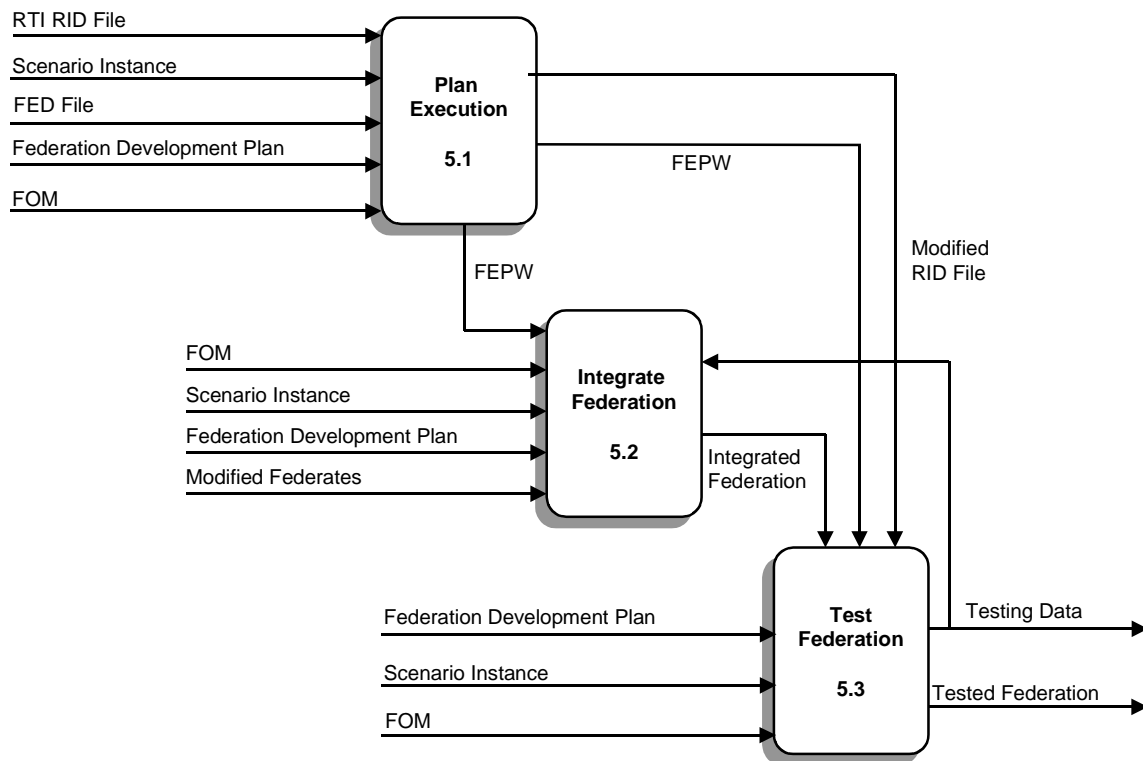 RTI RID File
Scenario Instance
FED File
Federation Development Plan
FOM
Plan
Execution
5.1
FEPW
FEPW
Modified
RID File
FOM
Scenario Instance
Federation Development Plan
Modified Federates
Integrate
Federation
5.2
Integrated
Federation
Federation Development Plan
Scenario Instance
FOM
Test
Federation
5.3
Testing Data
Tested Federation